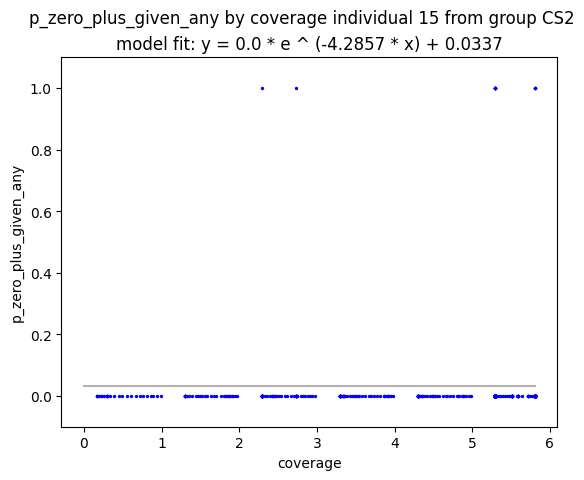 p_zero_plus_given_any by coverage individual 15 from group CS2
model fit: y = 0.0 * e ^ (-4.2857 * x) + 0.0337
1.0
0.8
0.6
0.4
0.2
0.0
p_zero_plus_given_any
0 1 2 3 4 5 6
coverage